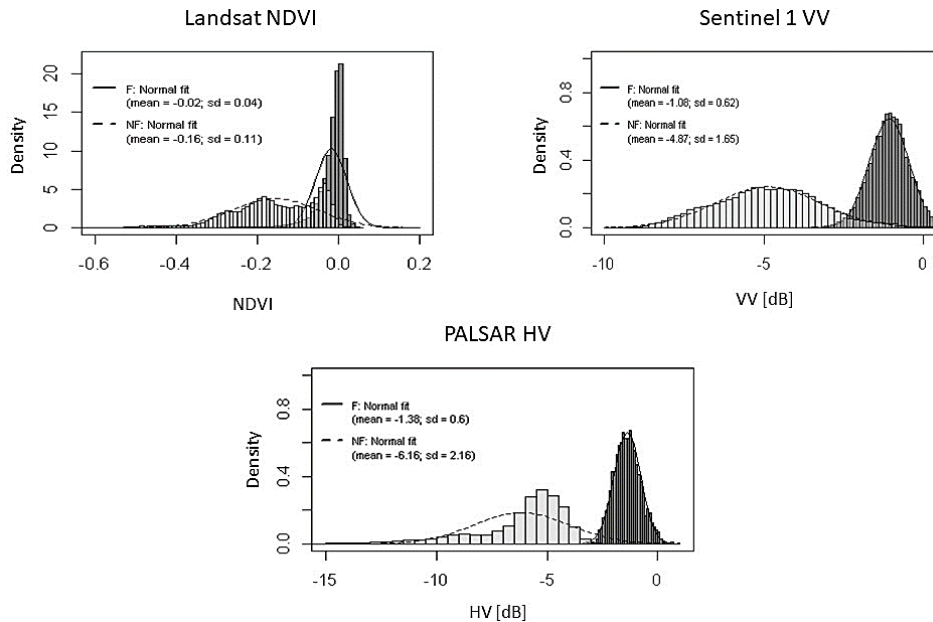 Landsat NDVI
Density
20
15
10
5
0
F: Normal fit
(mean = -0.02; sd = 0.04)
NF: Normal fit
(mean = -0.16; sd = 0.11)
-0.6 -0.4 -0.2 0.0 0.2
NDVI
Sentinel 1 VV
Density
0.8
0.4
0.0
F: Normal fit
(mean = -1.08; sd = 0.62)
NF: Normal fit
(mean = -4.87; sd = 1.65)
-10 -5 0
VV [dB]
PALSAR HV
Density
0.8
0.4
0.0
F: Normal fit
(mean = -1.38; sd = 0.6)
NF: Normal fit
(mean = -6.16; sd = 2.16)
-15 -10 -5 0
HV [dB]